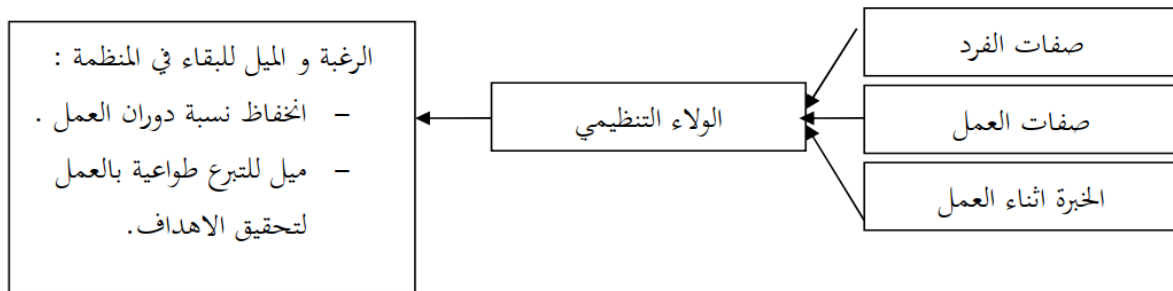 صفات الفرد
صفات العمل
الخبرة اثناء العمل
الولاء التنظيمي
الرغبة و الميل للبقاء في المنظمة :
– انخفاظ نسبة دوران العمل .
– ميل للتبرع طواعية بالعمل
لتحقيق الاهداف.